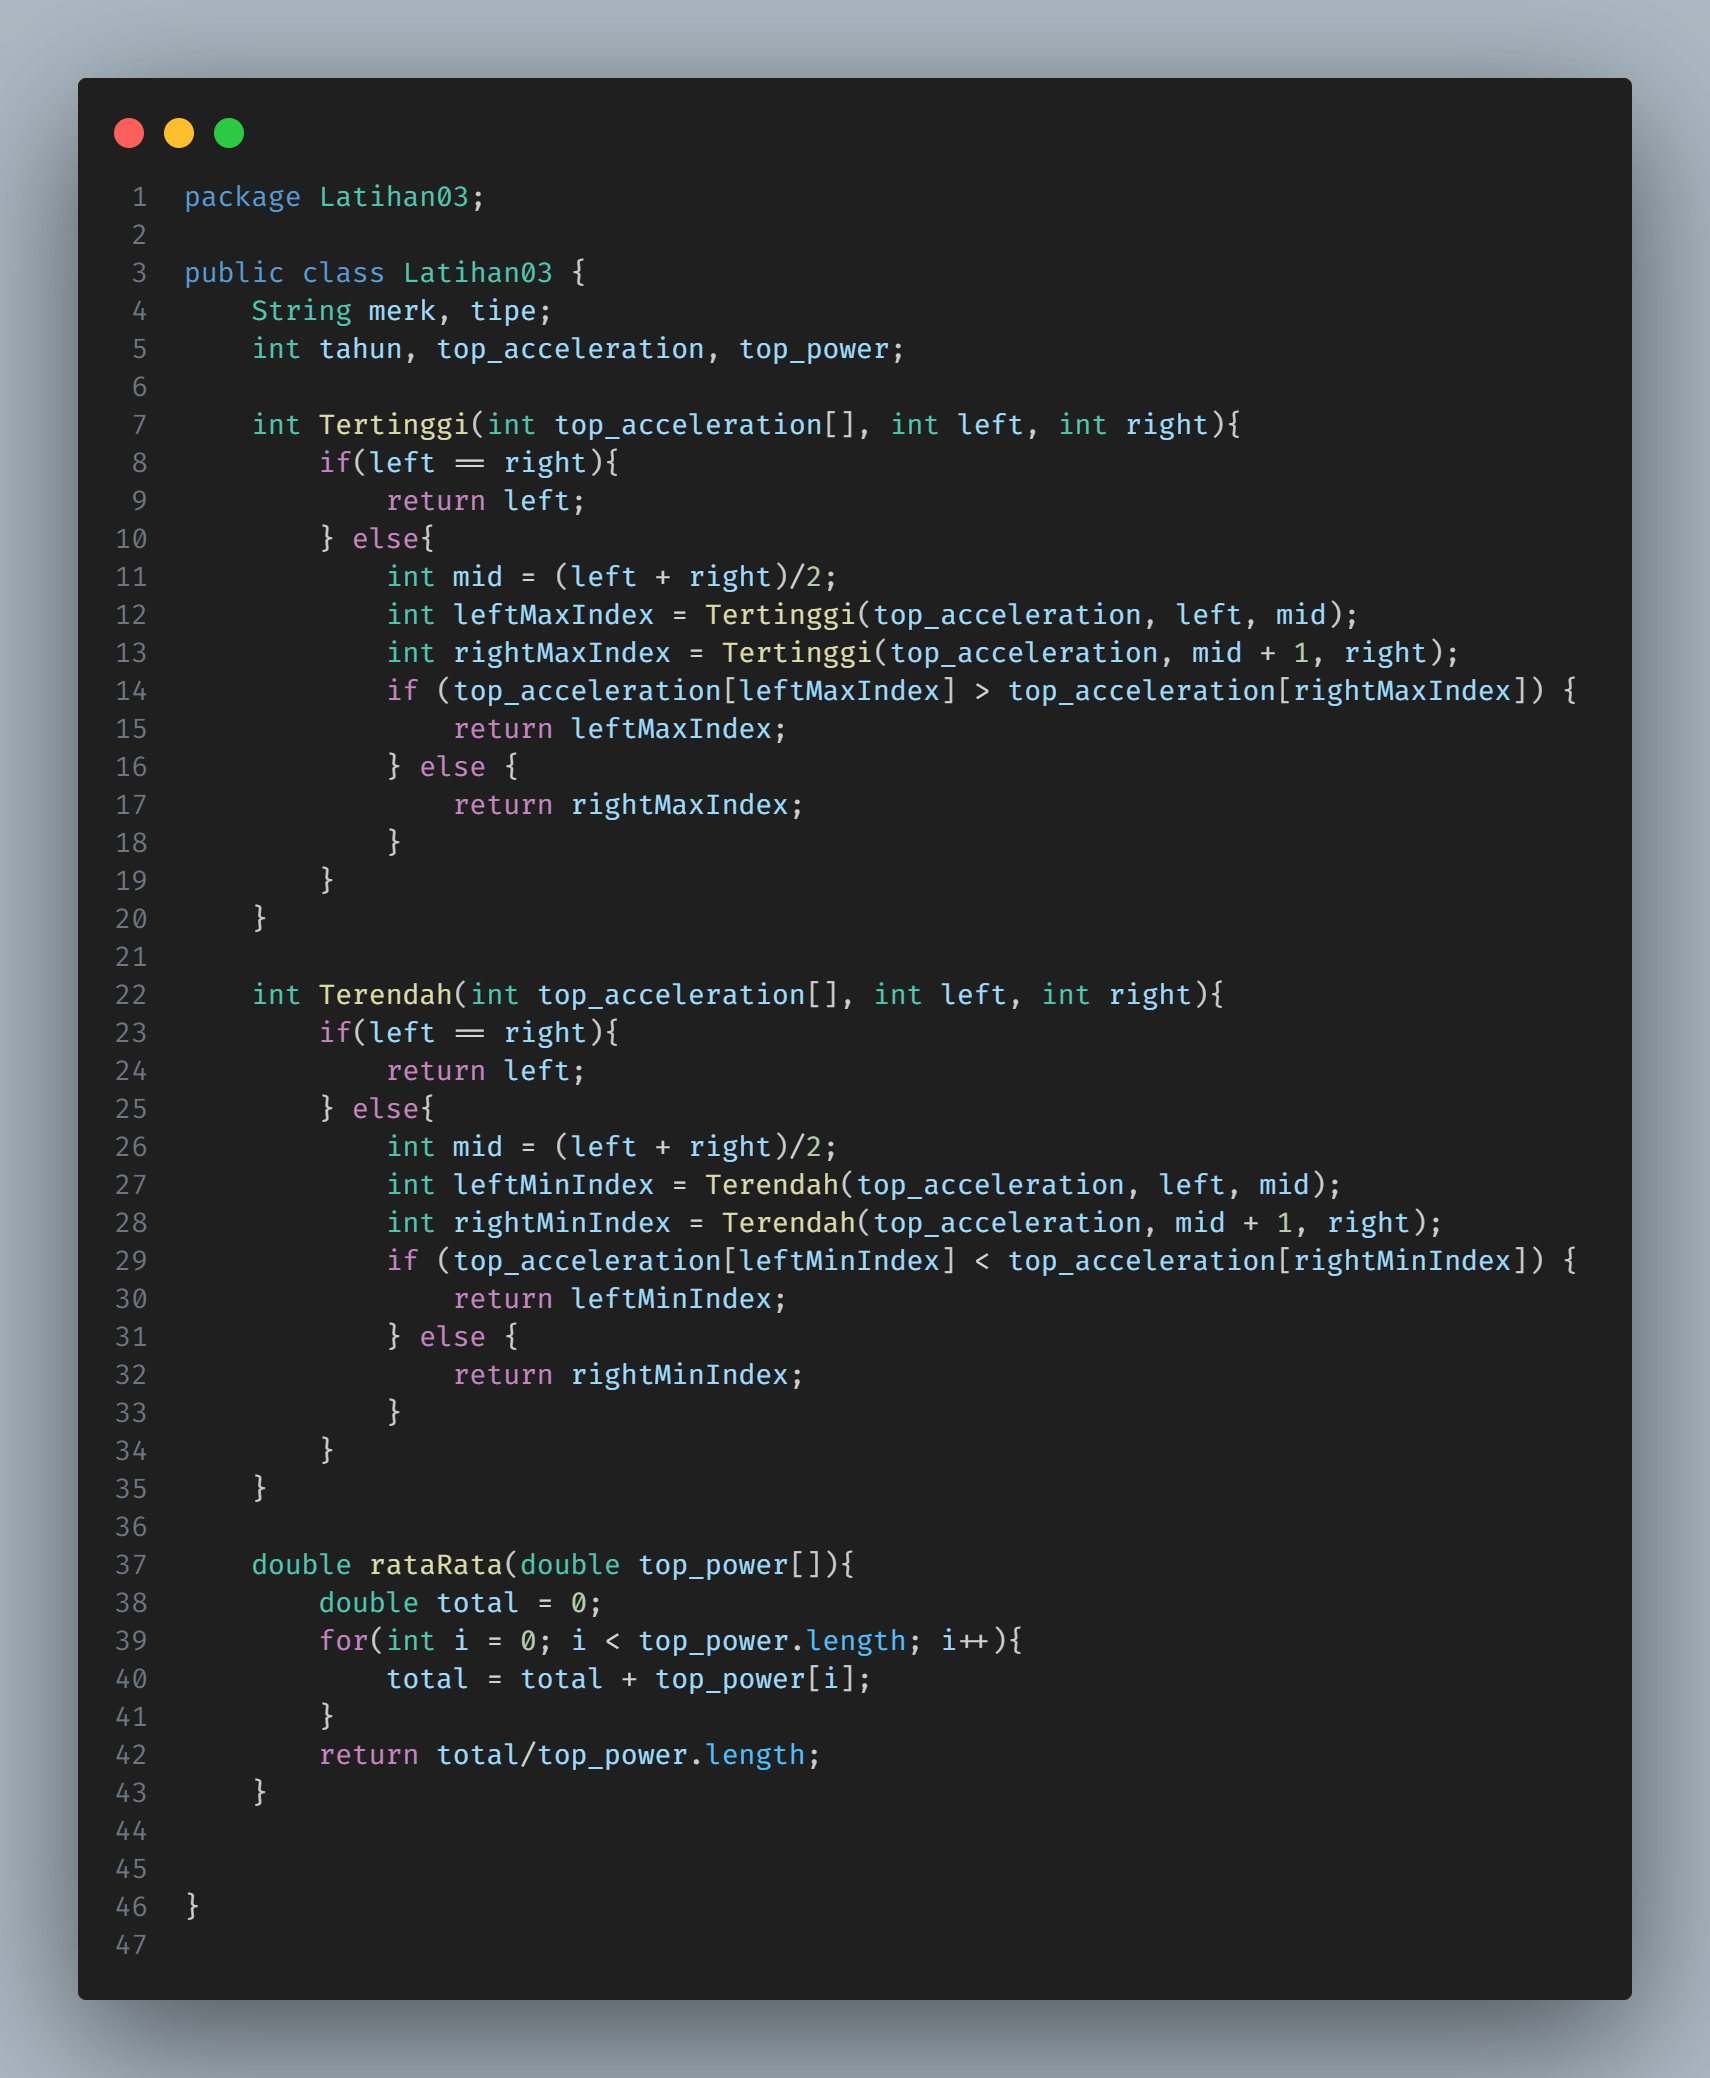 1 package Latihan03;
2
3 public class Latihan03 {
4     String merk, tipe;
5     int tahun, top_acceleration, top_power;
6
7     int Tertinggi(int top_acceleration[], int left, int right){
8         if(left == right){
9             return left;
10         } else{
11             int mid = (left + right)/2;
12             int leftMaxIndex = Tertinggi(top_acceleration, left, mid);
13             int rightMaxIndex = Tertinggi(top_acceleration, mid + 1, right);
14             if (top_acceleration[leftMaxIndex] > top_acceleration[rightMaxIndex]) {
15                 return leftMaxIndex;
16             } else {
17                 return rightMaxIndex;
18             }
19         }
20     }
21
22     int Terendah(int top_acceleration[], int left, int right){
23         if(left == right){
24             return left;
25         } else{
26             int mid = (left + right)/2;
27             int leftMinIndex = Terendah(top_acceleration, left, mid);
28             int rightMinIndex = Terendah(top_acceleration, mid + 1, right);
29             if (top_acceleration[leftMinIndex] < top_acceleration[rightMinIndex]) {
30                 return leftMinIndex;
31             } else {
32                 return rightMinIndex;
33             }
34         }
35     }
36
37     double rataRata(double top_power[]){
38         double total = 0;
39         for(int i = 0; i < top_power.length; i++){
40             total = total + top_power[i];
41         }
42         return total/top_power.length;
43     }
44
45
46 }
47